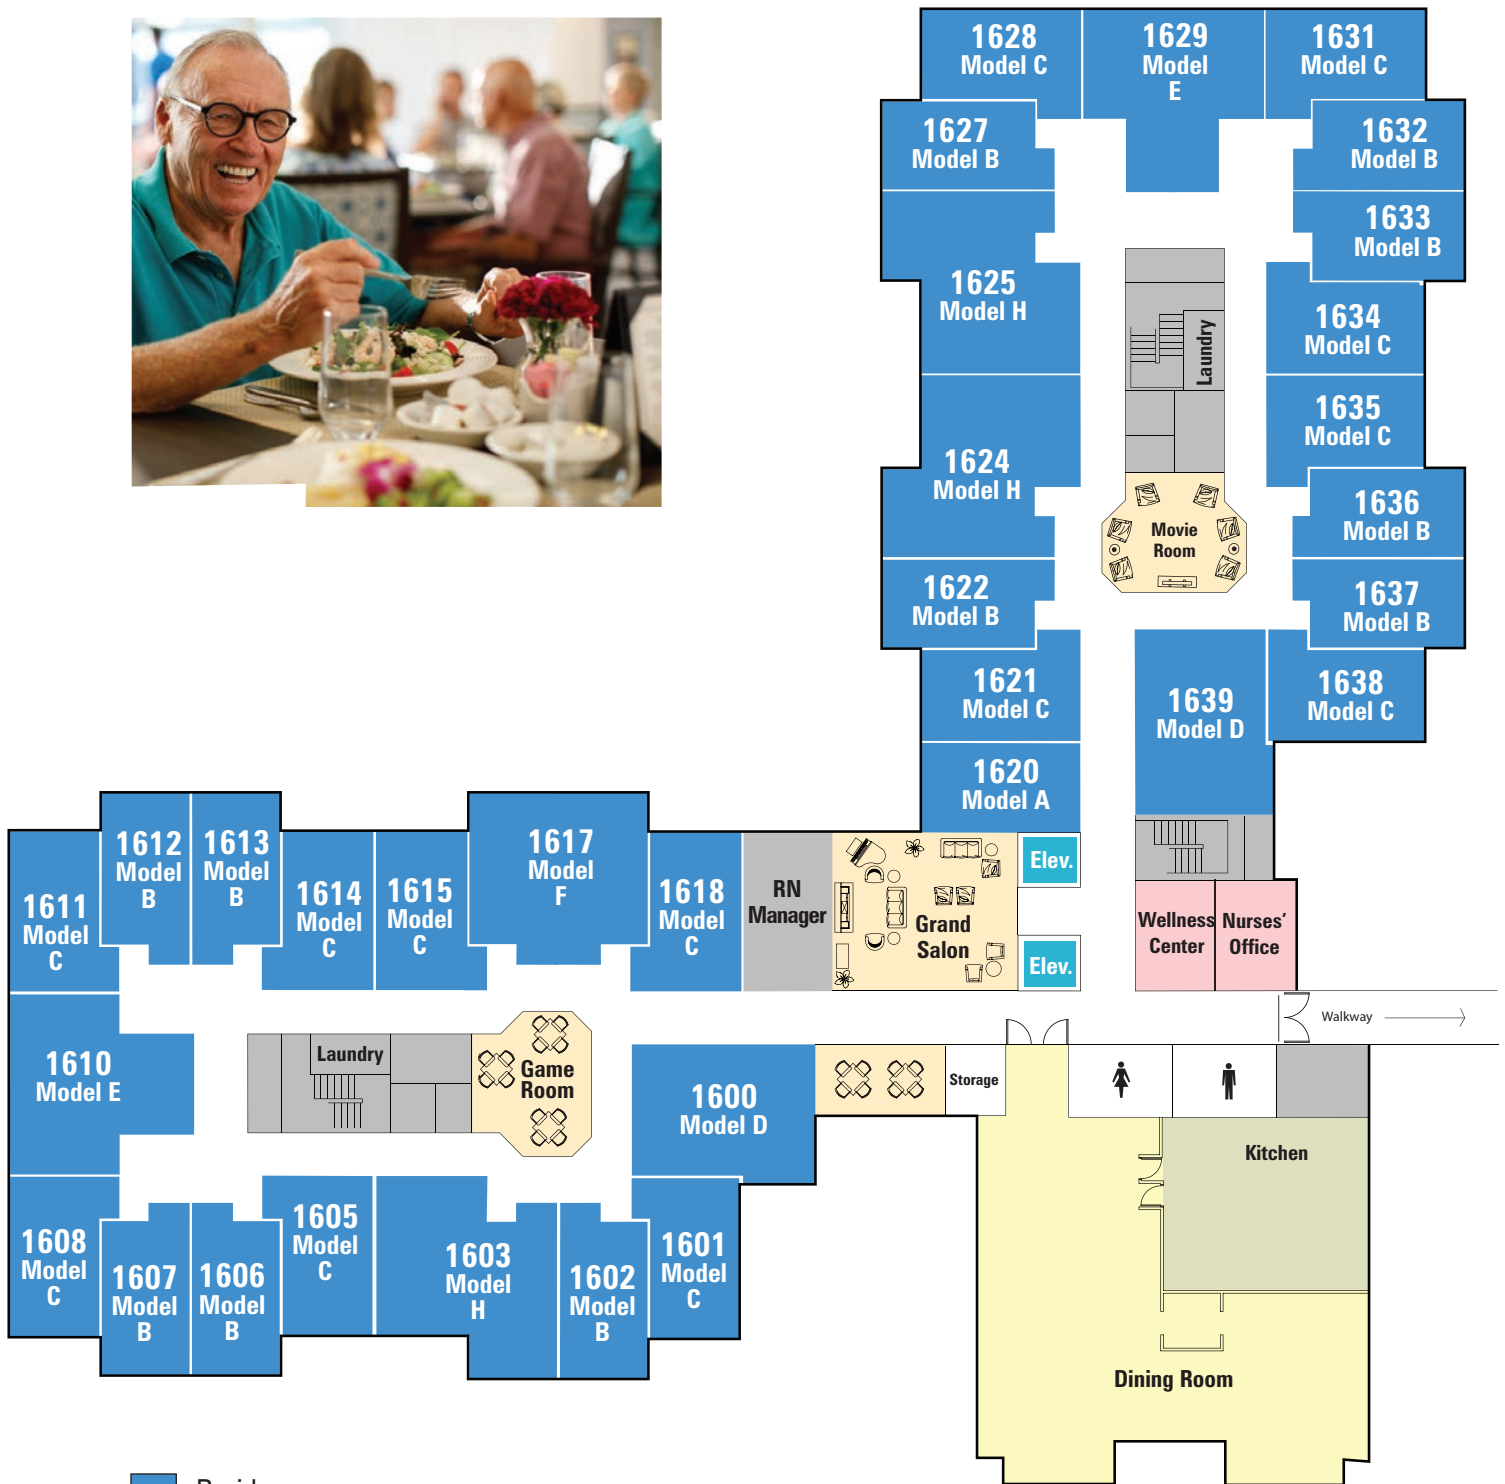 1628
Model C
1629
Model
E
1631
Model C
1627
Model B
1632
Model B
1633
Model B
1625
Model H
1634
Model C
Laundry
1635
Model C
1624
Model H
1636
Model B
Movie
Room
1622
Model B
1637
Model B
1621
Model C
1639
Model D
1638
Model C
1620
Model A
1612
Model
B
1613
Model
B
1617
Model
F
1611
Model
C
1614
Model
C
1615
Model
C
1618
Model
C
RN
Manager
Grand
Salon
Elev.
Elev.
Wellness
Center
Nurses'
Office
Walkway
1610
Model E
Laundry
Game
Room
1600
Model D
Storage
Kitchen
1608
Model
C
1607
Model
B
1606
Model
B
1605
Model
C
1603
Model
H
1602
Model
B
1601
Model
C
Dining Room